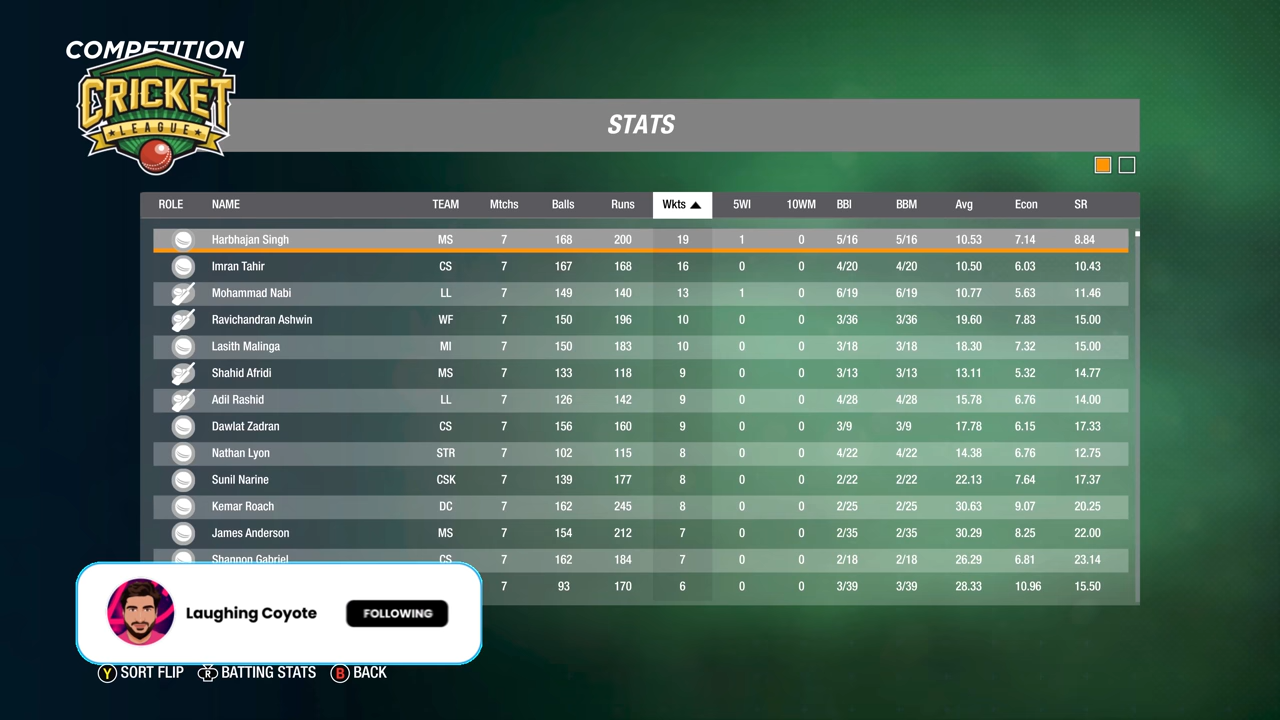 COMPETITION
CRICKET
LEAGUE
STATS
ROLE NAME TEAM Mtchs Balls Runs Wkts ▲ 5WI 10WM BBI BBM Avg Econ SR
Harbhajan Singh MS 7 168 200 19 1 0 5/16 5/16 10.53 7.14 8.84
Imran Tahir CS 7 167 168 16 0 0 4/20 4/20 10.50 6.03 10.43
Mohammad Nabi LL 7 149 140 13 1 0 6/19 6/19 10.77 5.63 11.46
Ravichandran Ashwin WF 7 150 196 10 0 0 3/36 3/36 19.60 7.83 15.00
Lasith Malinga MI 7 150 183 10 0 0 3/18 3/18 18.30 7.32 15.00
Shahid Afridi MS 7 133 118 9 0 0 3/13 3/13 13.11 5.32 14.77
Adil Rashid LL 7 126 142 9 0 0 4/28 4/28 15.78 6.76 14.00
Dawlat Zadran CS 7 156 160 9 0 0 3/9 3/9 17.78 6.15 17.33
Nathan Lyon STR 7 102 115 8 0 0 4/22 4/22 14.38 6.76 12.75
Sunil Narine CSK 7 139 177 8 0 0 2/22 2/22 22.13 7.64 17.37
Kemar Roach DC 7 162 245 8 0 0 2/25 2/25 30.63 9.07 20.25
James Anderson MS 7 154 212 7 0 0 2/35 2/35 30.29 8.25 22.00
Shannon Gabriel CS 7 162 184 7 0 0 2/18 2/18 26.29 6.81 23.14
7 93 170 6 0 0 3/39 3/39 28.33 10.96 15.50
Laughing Coyote FOLLOWING
Y SORT FLIP R BATTING STATS B BACK